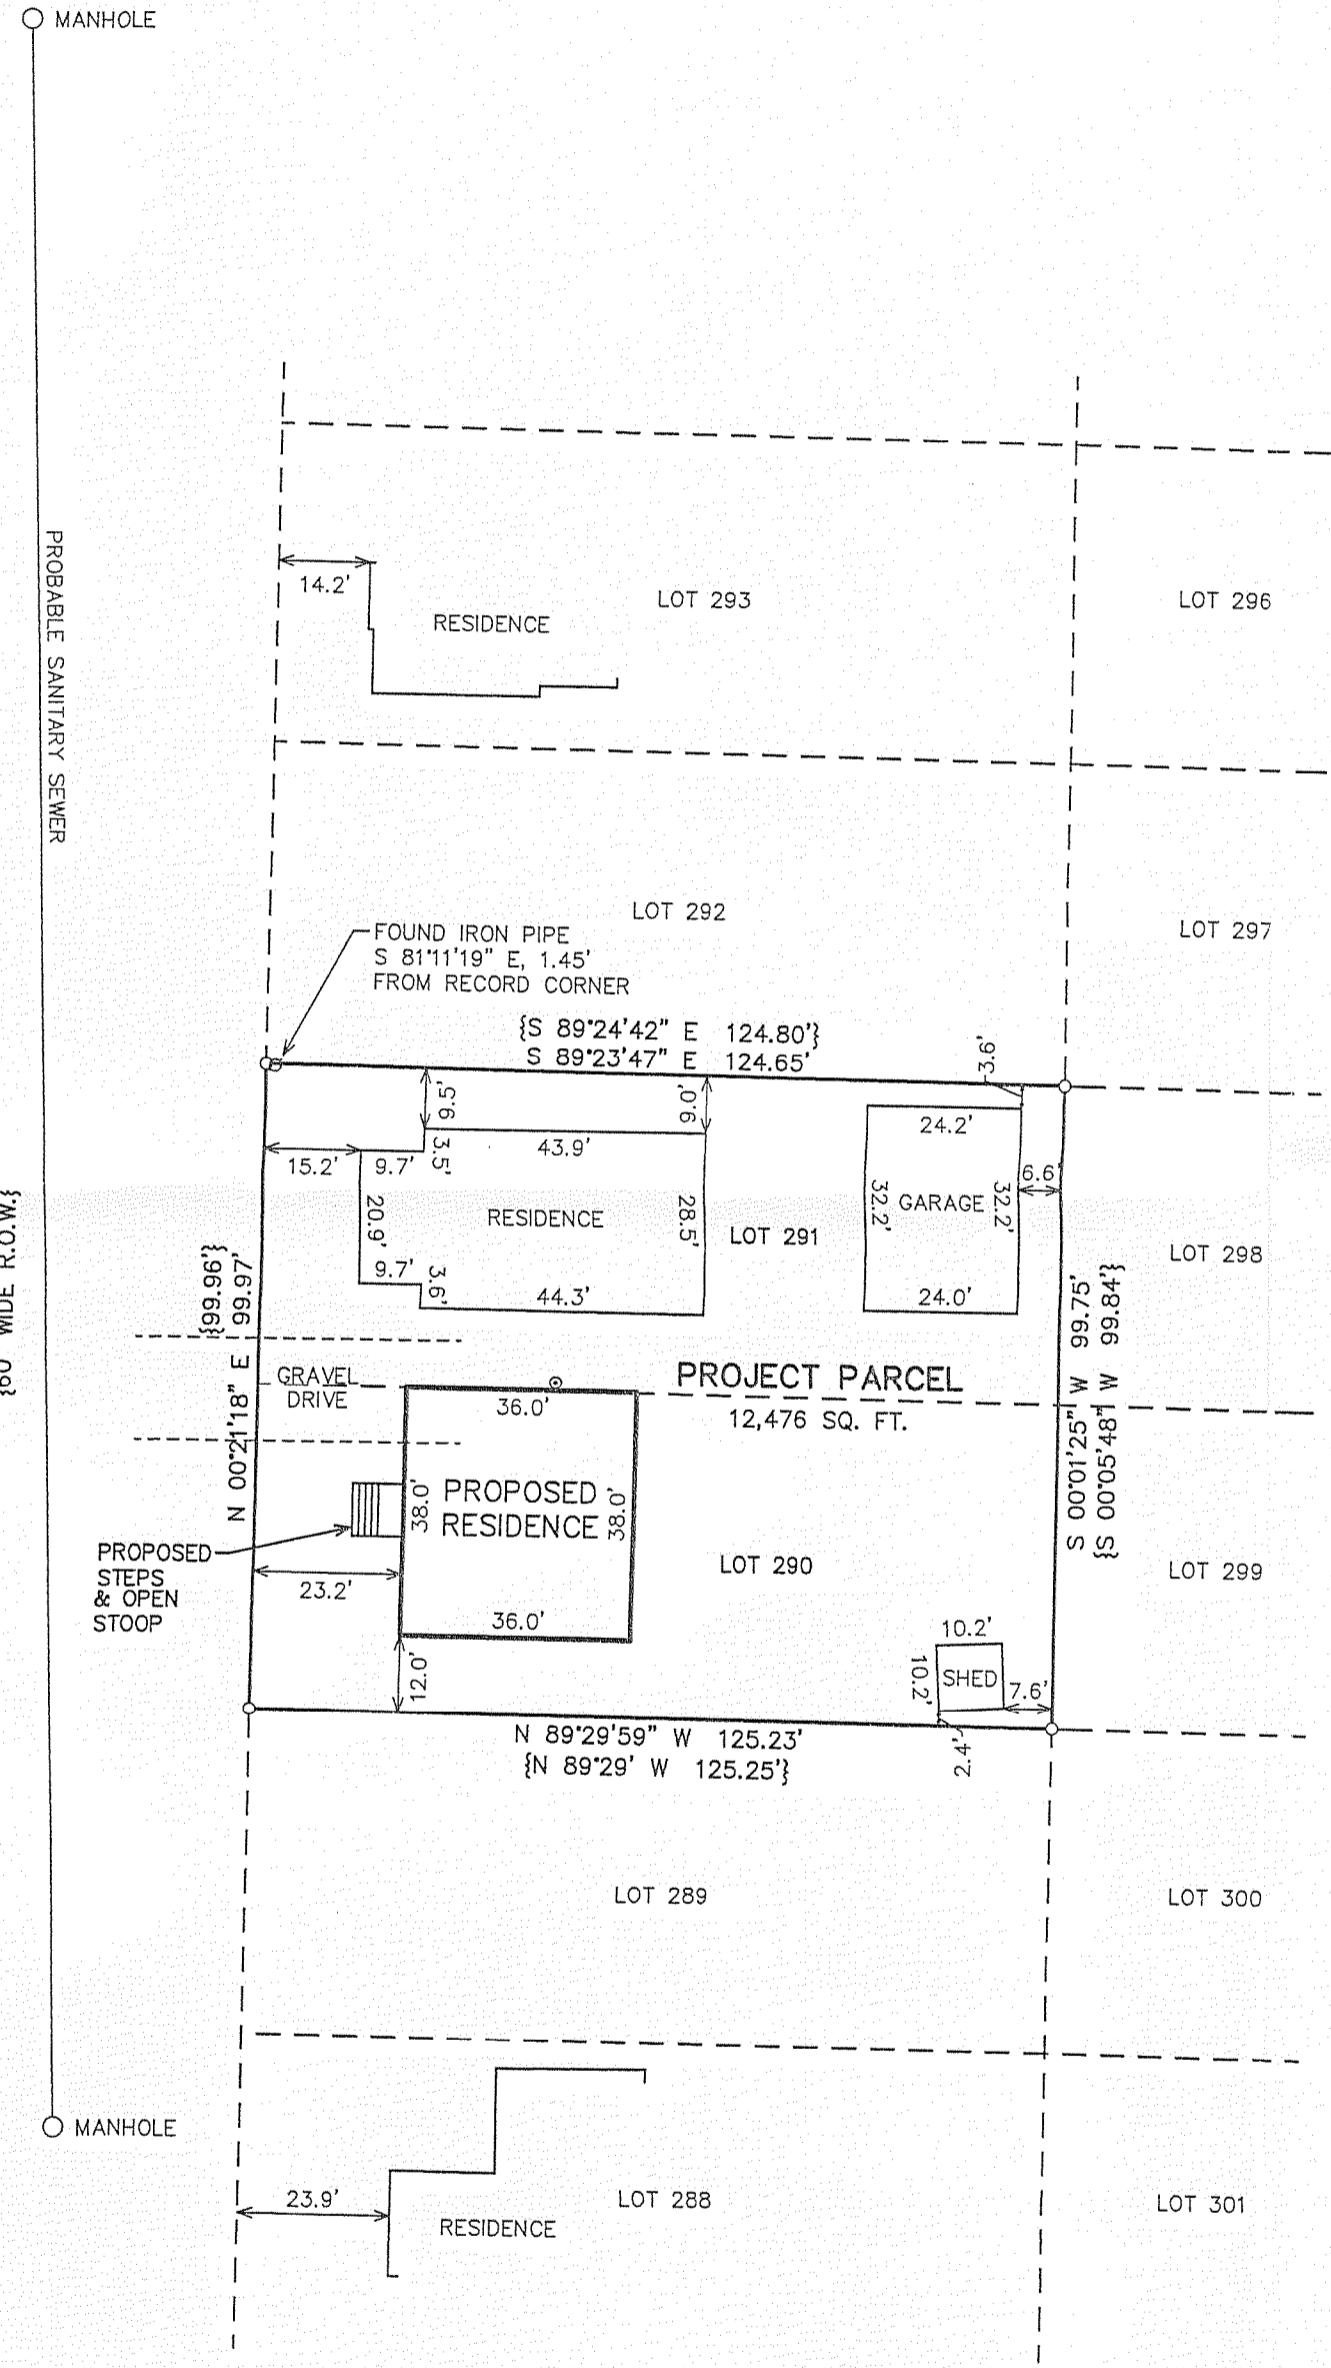 MANHOLE
PROBABLE SANITARY SEWER
14.2'
RESIDENCE
LOT 293
LOT 296
LOT 292
LOT 297
FOUND IRON PIPE
S 81°11'19" E, 1.45'
FROM RECORD CORNER
{S 89°24'42" E 124.80'}
S 89°23'47" E 124.65'
3.6'
9.5'
9.0'
24.2'
15.2'
9.7'
3.5'
43.9'
6.6'
20.9'
RESIDENCE
28.5'
LOT 291
32.2'
GARAGE
32.2'
LOT 298
9.7'
3.6'
44.3'
24.0'
{60' WIDE R.O.W.}
{99.96'}
N 00°21'18" E 99.97'
S 00°01'25" W 99.75'
{S 00°05'48" W 99.84'}
GRAVEL
DRIVE
36.0'
PROJECT PARCEL
12,476 SQ. FT.
38.0'
PROPOSED
RESIDENCE
38.0'
PROPOSED
STEPS
& OPEN
STOOP
23.2'
36.0'
12.0'
LOT 290
LOT 299
10.2'
10.2'
SHED
7.6'
2.4'
N 89°29'59" W 125.23'
{N 89°29' W 125.25'}
LOT 289
LOT 300
MANHOLE
23.9'
RESIDENCE
LOT 288
LOT 301